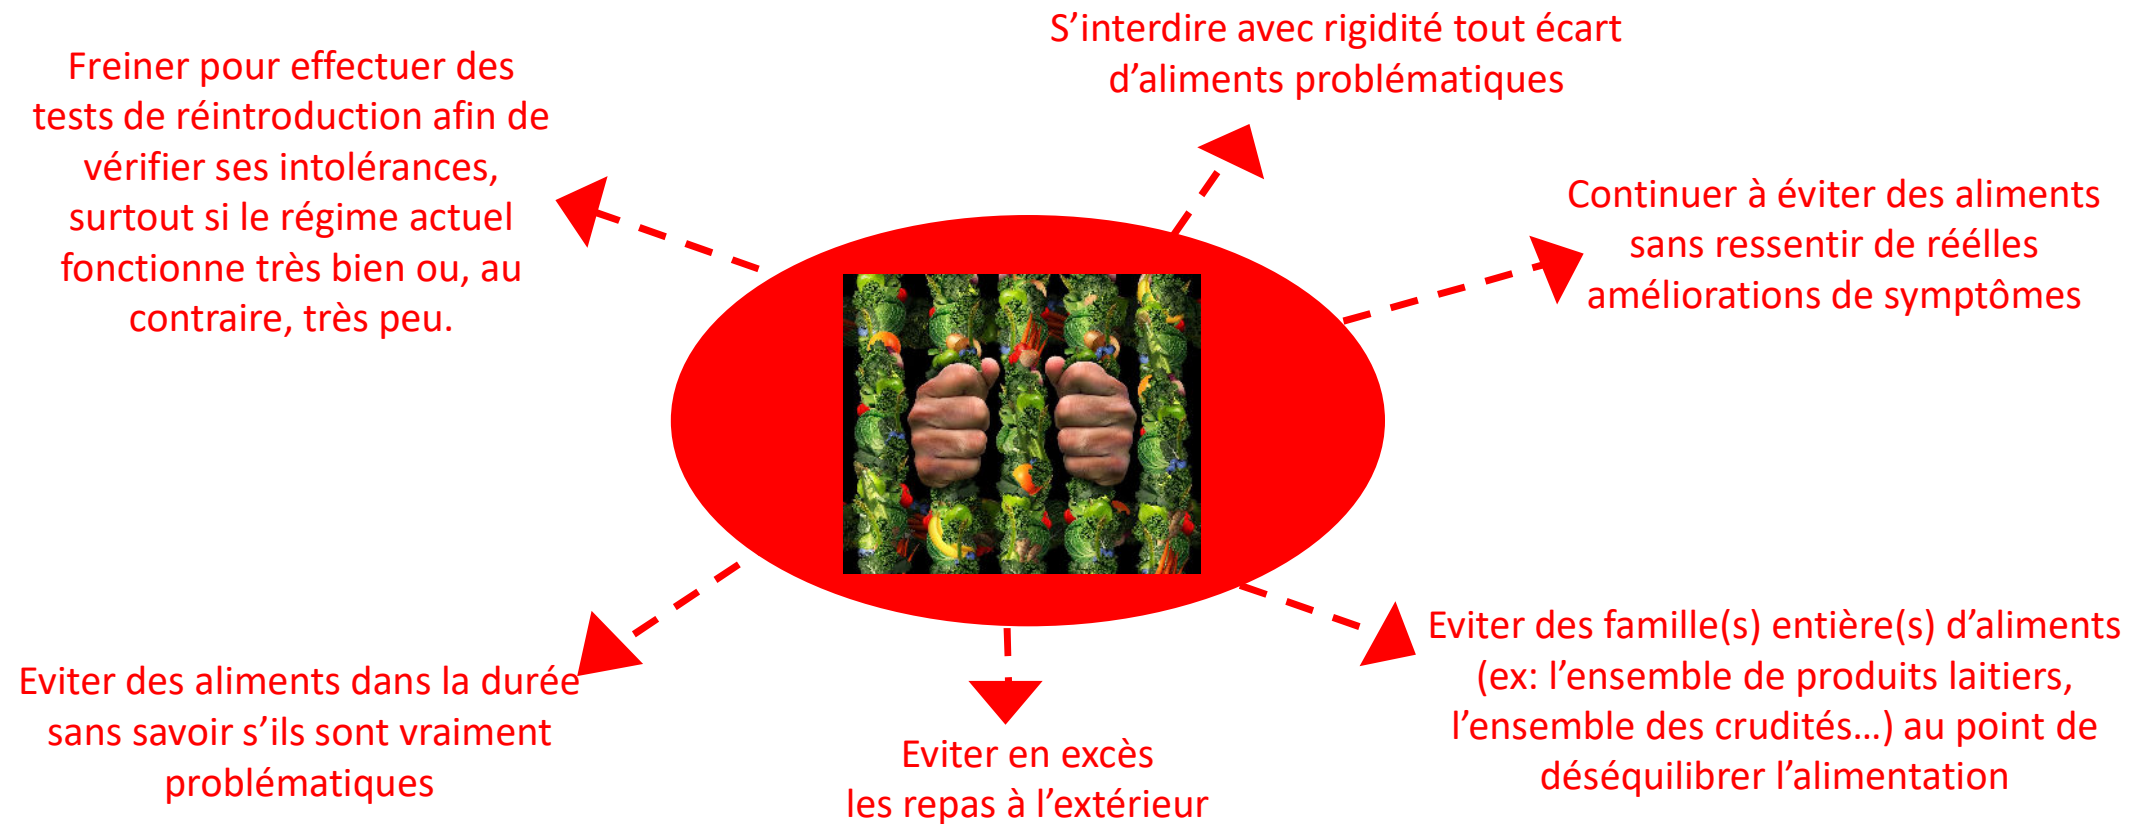 Freiner pour effectuer des
tests de réintroduction afin de
vérifier ses intolérances,
surtout si le régime actuel
fonctionne très bien ou, au
contraire, très peu.
S’interdire avec rigidité tout écart
d’aliments problématiques
Continuer à éviter des aliments
sans ressentir de réélles
améliorations de symptômes
Eviter des aliments dans la durée
sans savoir s’ils sont vraiment
problématiques
Eviter en excès
les repas à l’extérieur
Eviter des famille(s) entière(s) d’aliments
(ex: l’ensemble de produits laitiers,
l’ensemble des crudités…) au point de
déséquilibrer l’alimentation